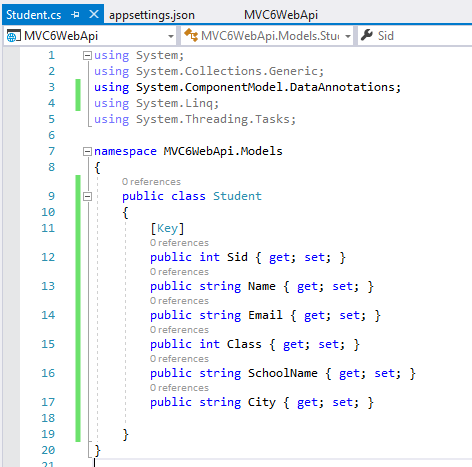 Student.cs appsettings.json MVC6WebApi
MVC6WebApi MVC6WebApi.Models.Stu Sid
1 using System;
2 using System.Collections.Generic;
3 using System.ComponentModel.DataAnnotations;
4 using System.Linq;
5 using System.Threading.Tasks;
6
7 namespace MVC6WebApi.Models
8 {
0 references
9 public class Student
10 {
11 [Key]
0 references
12 public int Sid { get; set; }
0 references
13 public string Name { get; set; }
0 references
14 public string Email { get; set; }
0 references
15 public int Class { get; set; }
0 references
16 public string SchoolName { get; set; }
0 references
17 public string City { get; set; }
18
19 }
20 }
21